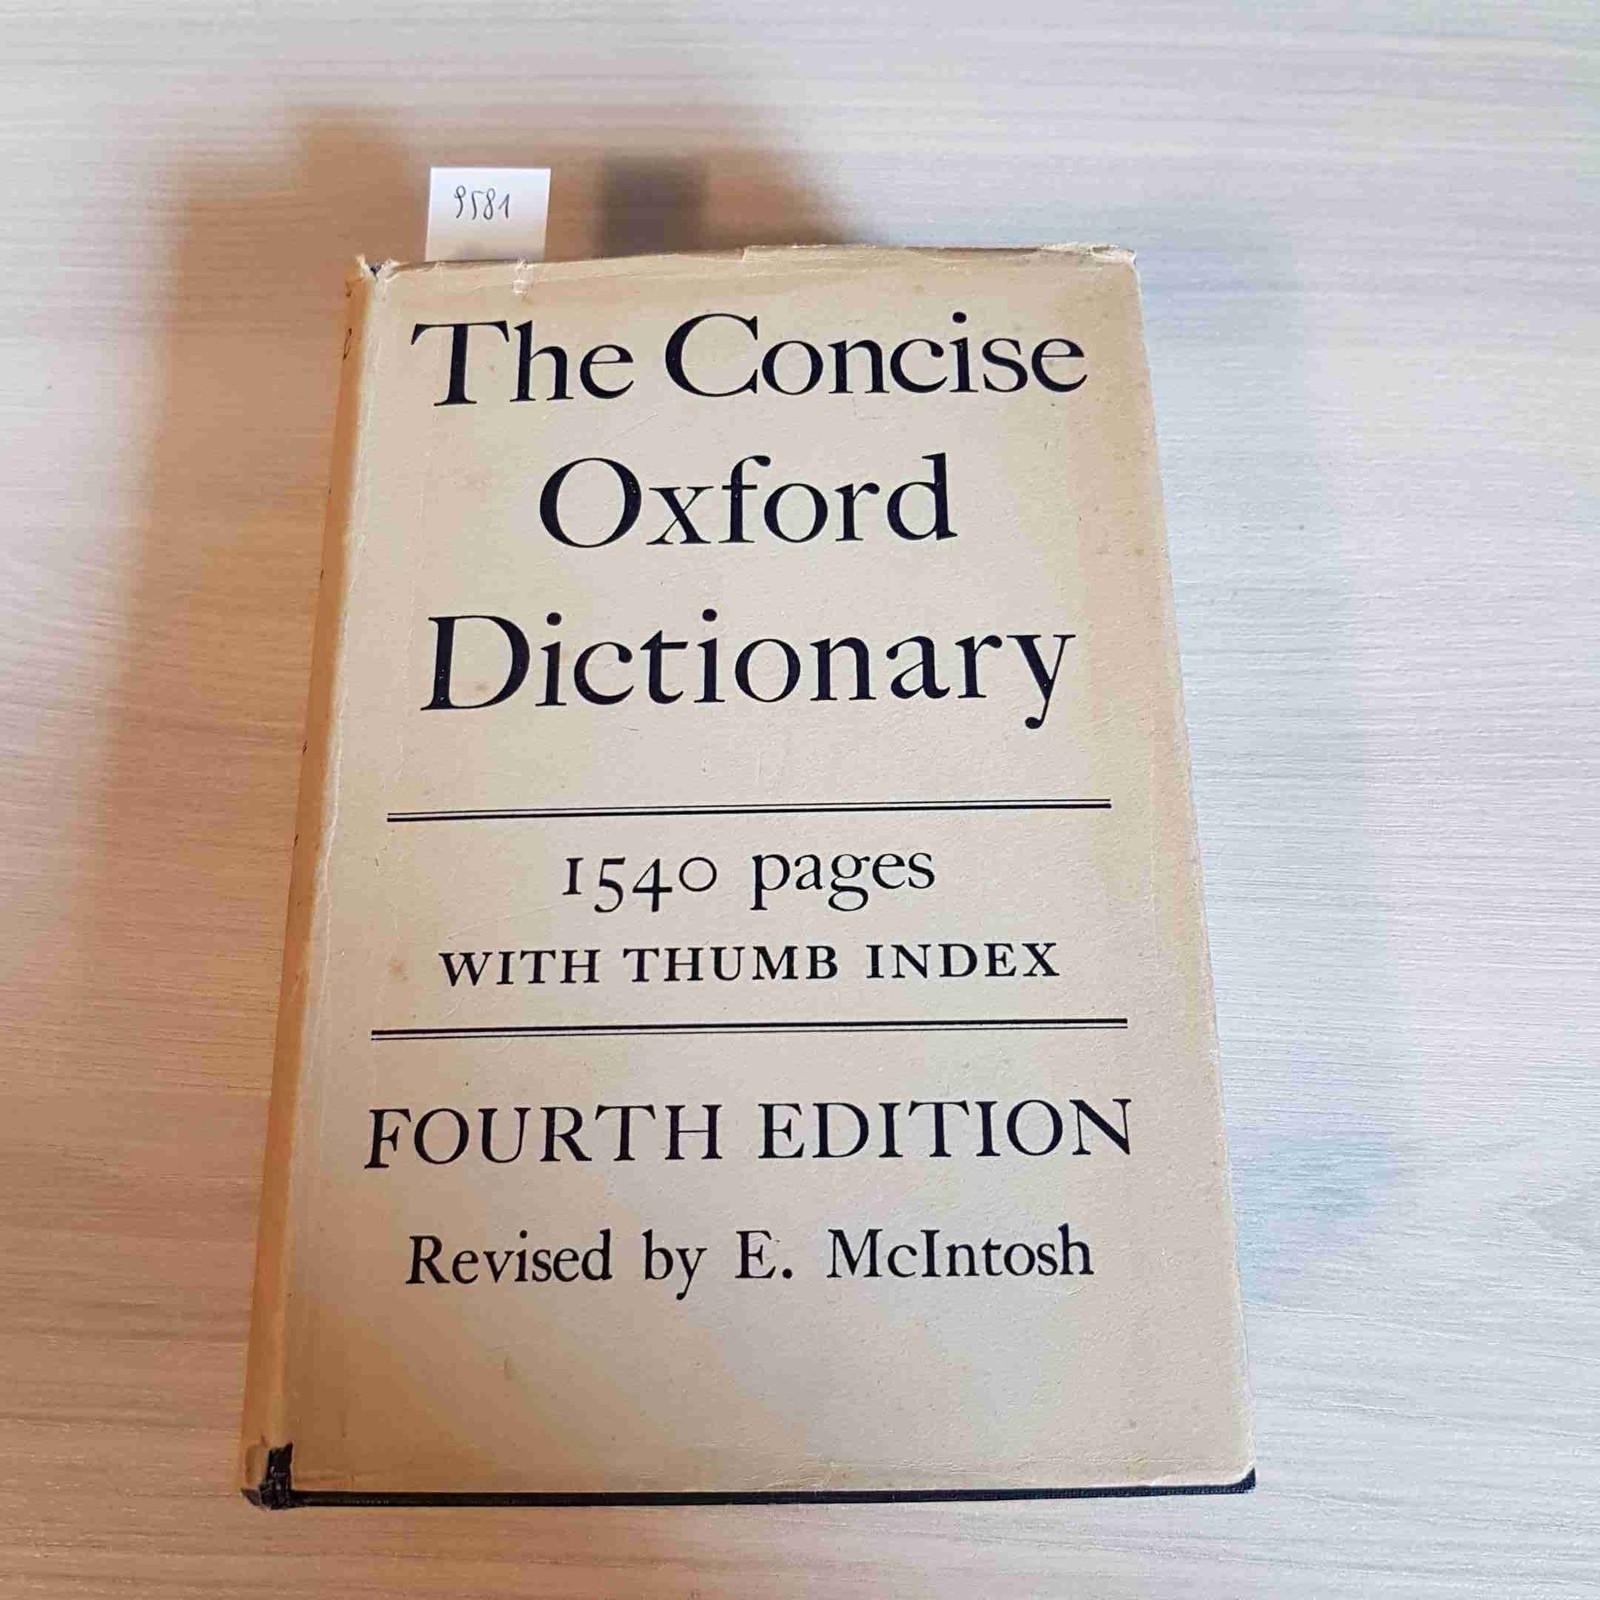 9581
The Concise
Oxford
Dictionary
1540 pages
WITH THUMB INDEX
FOURTH EDITION
Revised by E. McIntosh